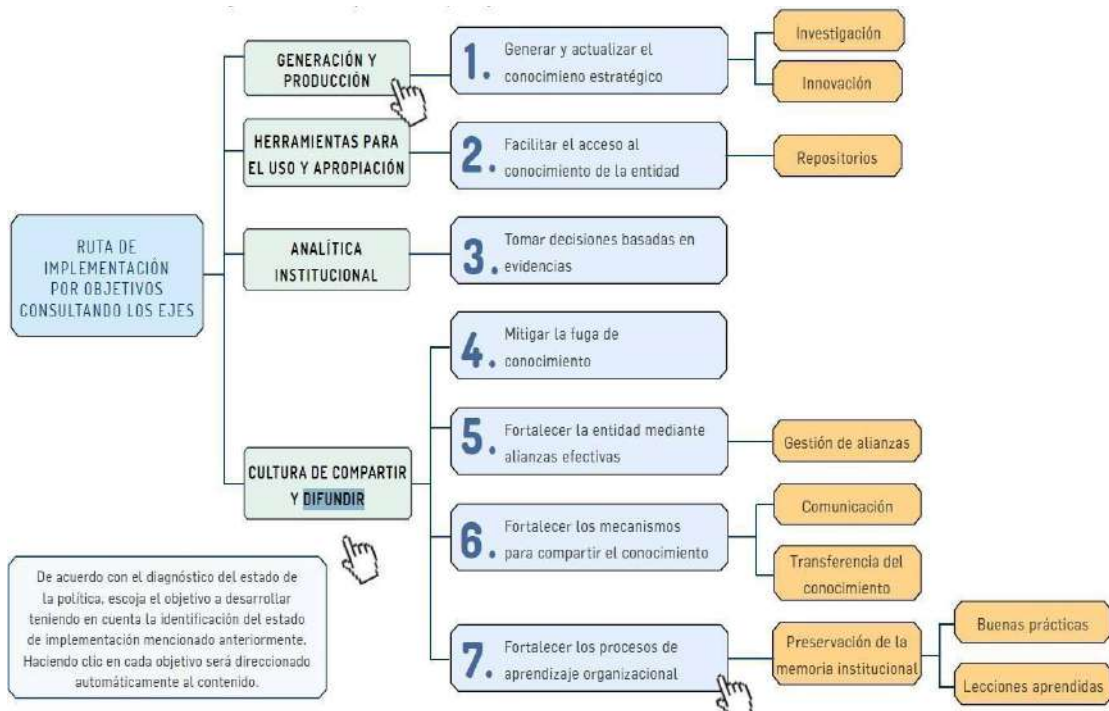 GENERACIÓN Y
PRODUCCIÓN
1.
Generar y actualizar el
conocimieno estratégico
Investigación
Innovación
HERRAMIENTAS PARA
EL USO Y APROPIACIÓN
2.
Facilitar el acceso al
conocimiento de la entidad
Repositorios
RUTA DE
IMPLEMENTACIÓN
POR OBJETIVOS
CONSULTANDO LOS EJES
ANALÍTICA
INSTITUCIONAL
3.
Tomar decisiones basadas en
evidencias
CULTURA DE COMPARTIR
Y DIFUNDIR
4.
Mitigar la fuga de
conocimiento
5.
Fortalecer la entidad mediante
alianzas efectivas
Gestión de alianzas
6.
Fortalecer los mecanismos
para compartir el conocimiento
Comunicación
Transferencia del
conocimiento
7.
Fortalecer los procesos de
aprendizaje organizacional
Preservación de la
memoria institucional
Buenas prácticas
Lecciones aprendidas
De acuerdo con el diagnóstico del estado de
la política, escoja el objetivo a desarrollar
teniendo en cuenta la identificación del estado
de implementación mencionado anteriormente.
Haciendo clic en cada objetivo será direccionado
automáticamente al contenido.